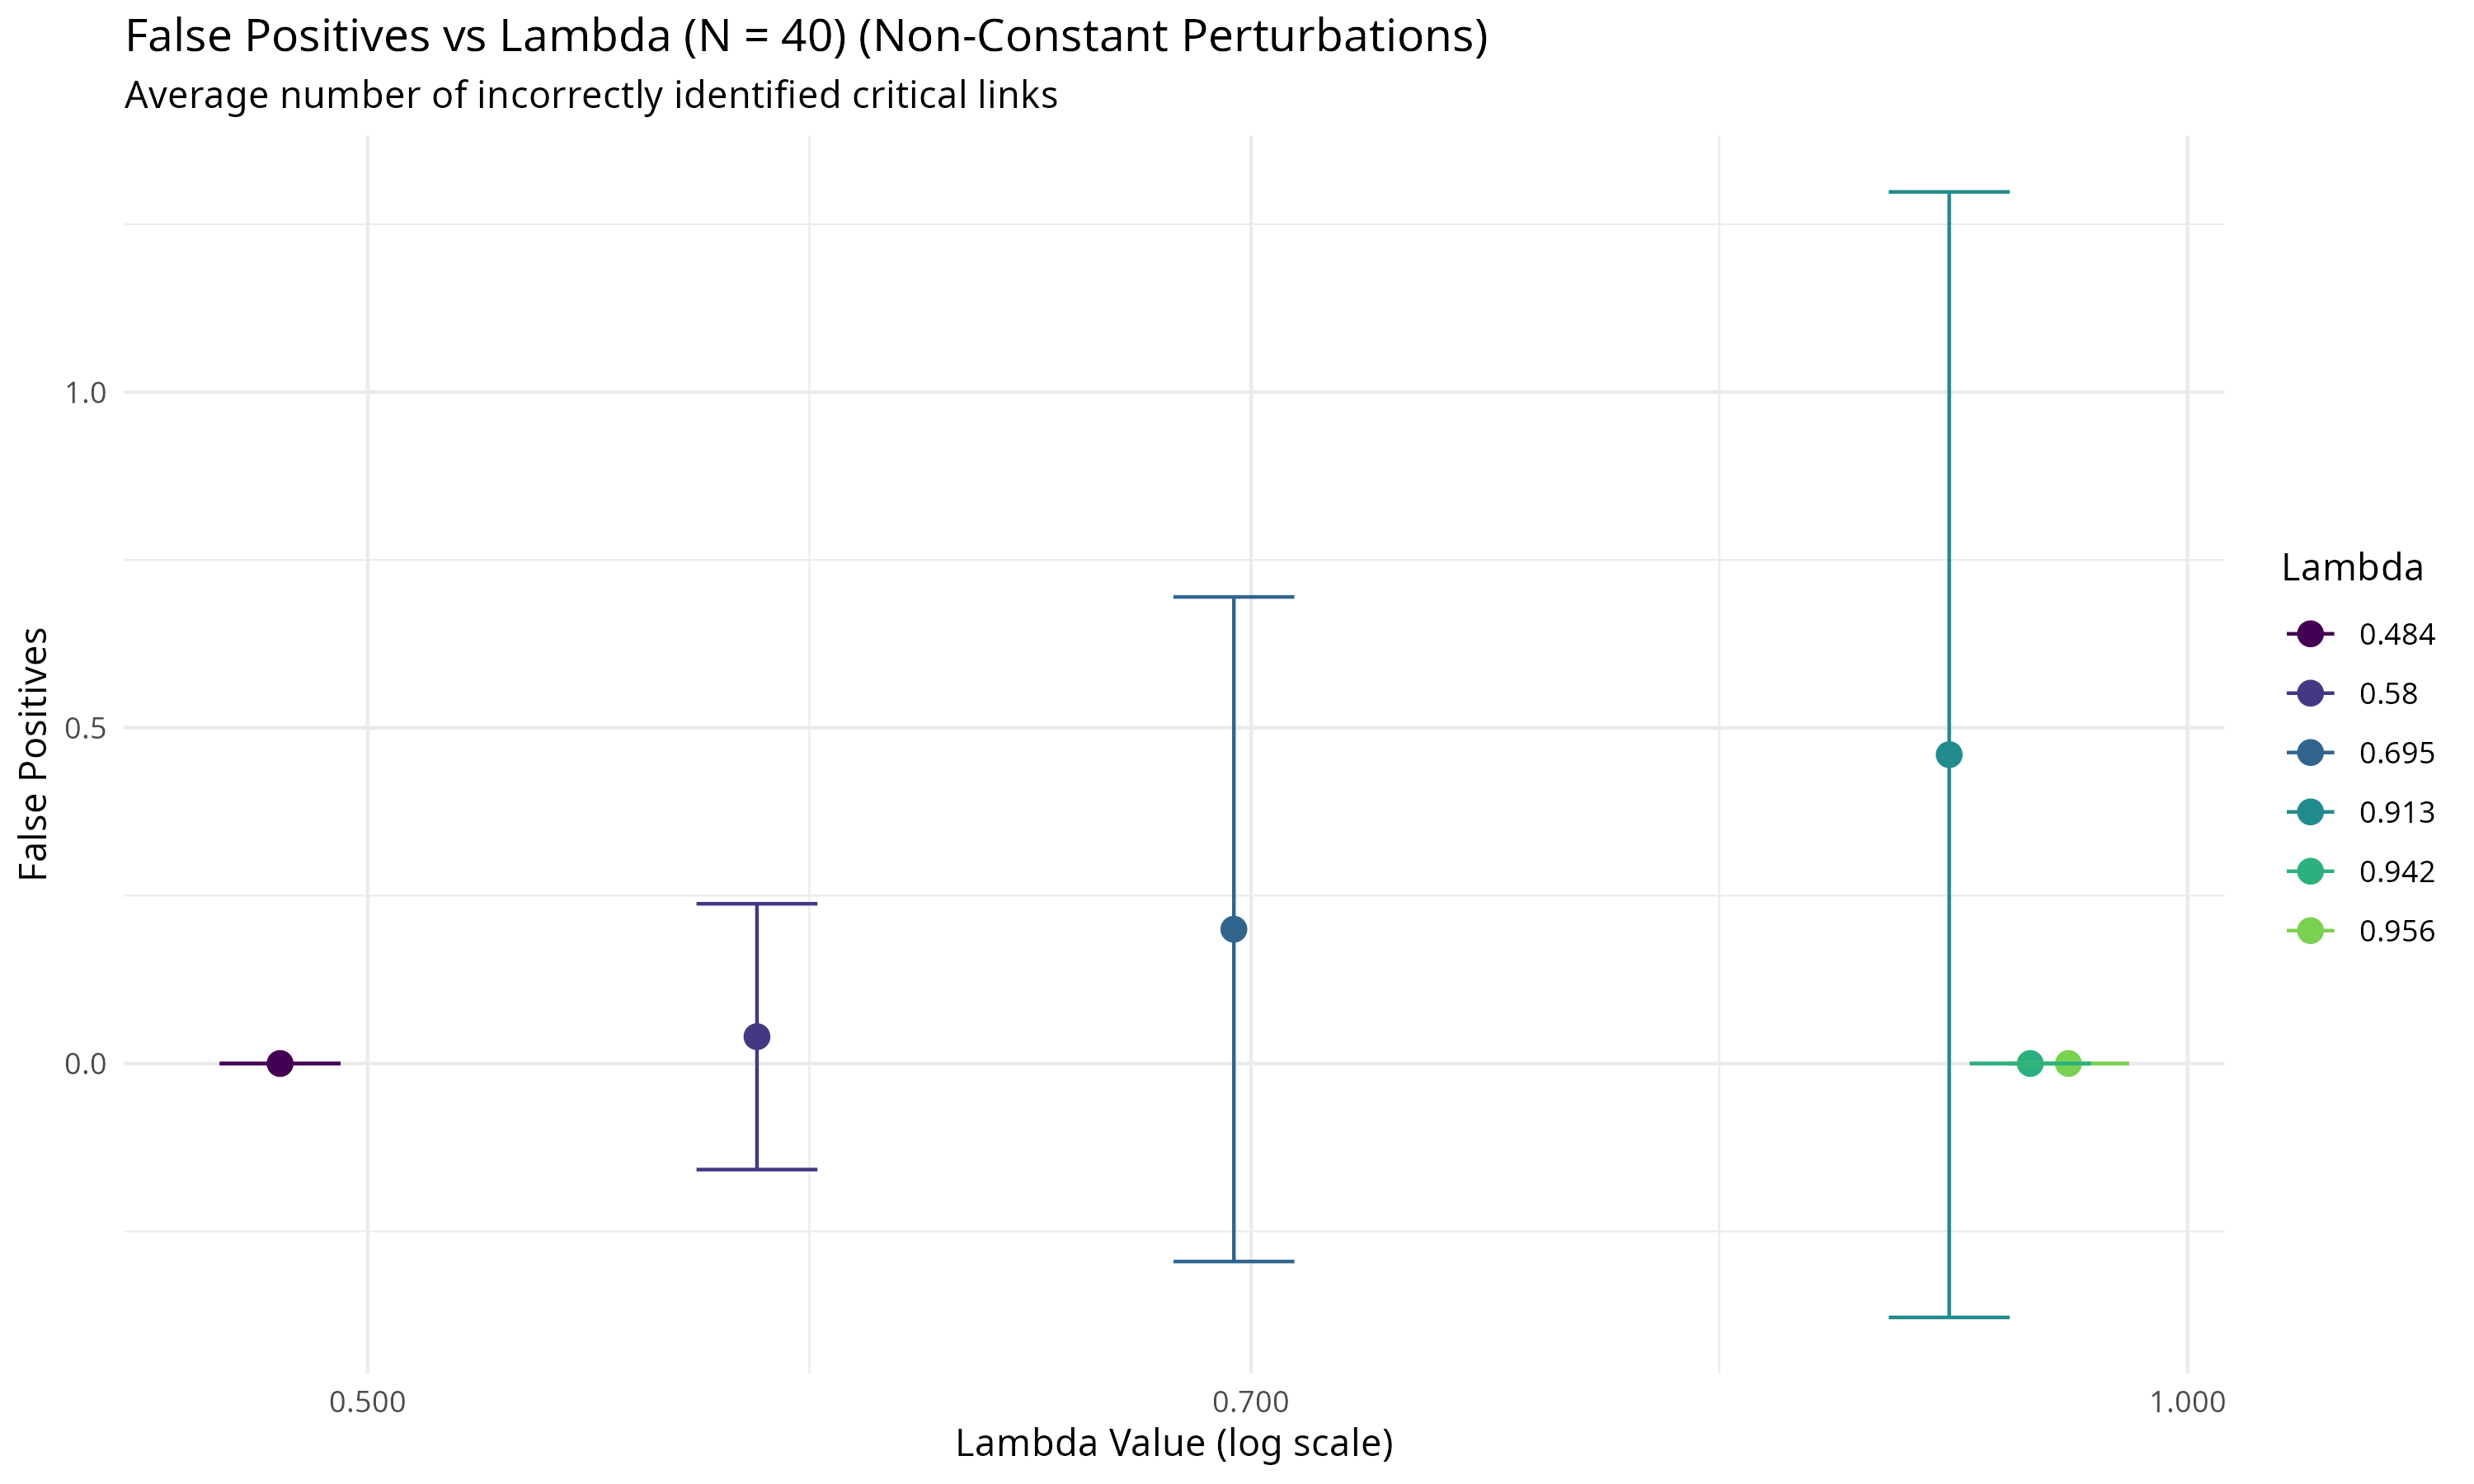 False Positives vs Lambda (N = 40) (Non-Constant Perturbations)
Average number of incorrectly identified critical links
1.0
0.5
0.0
False Positives
0.500
0.700
1.000
Lambda Value (log scale)
Lambda
0.484
0.58
0.695
0.913
0.942
0.956